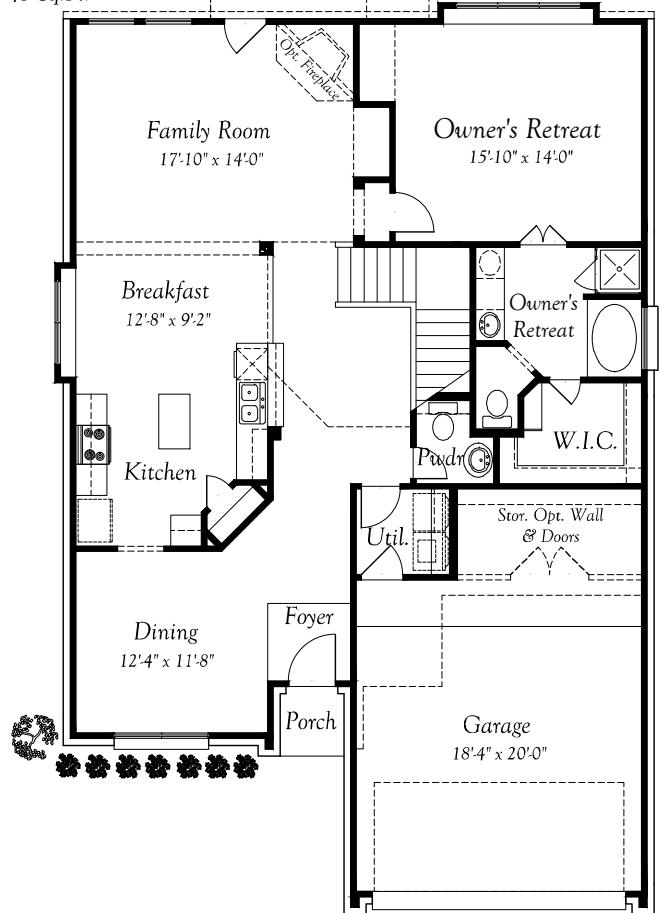 Opt. Fireplace
Family Room
17'-10" x 14'-0"
Owner's Retreat
15'-10" x 14'-0"
Breakfast
12'-8" x 9'-2"
Owner's
Retreat
W.I.C.
Pwdr
Kitchen
Stor. Opt. Wall
& Doors
Util.
Foyer
Dining
12'-4" x 11'-8"
Porch
Garage
18'-4" x 20'-0"